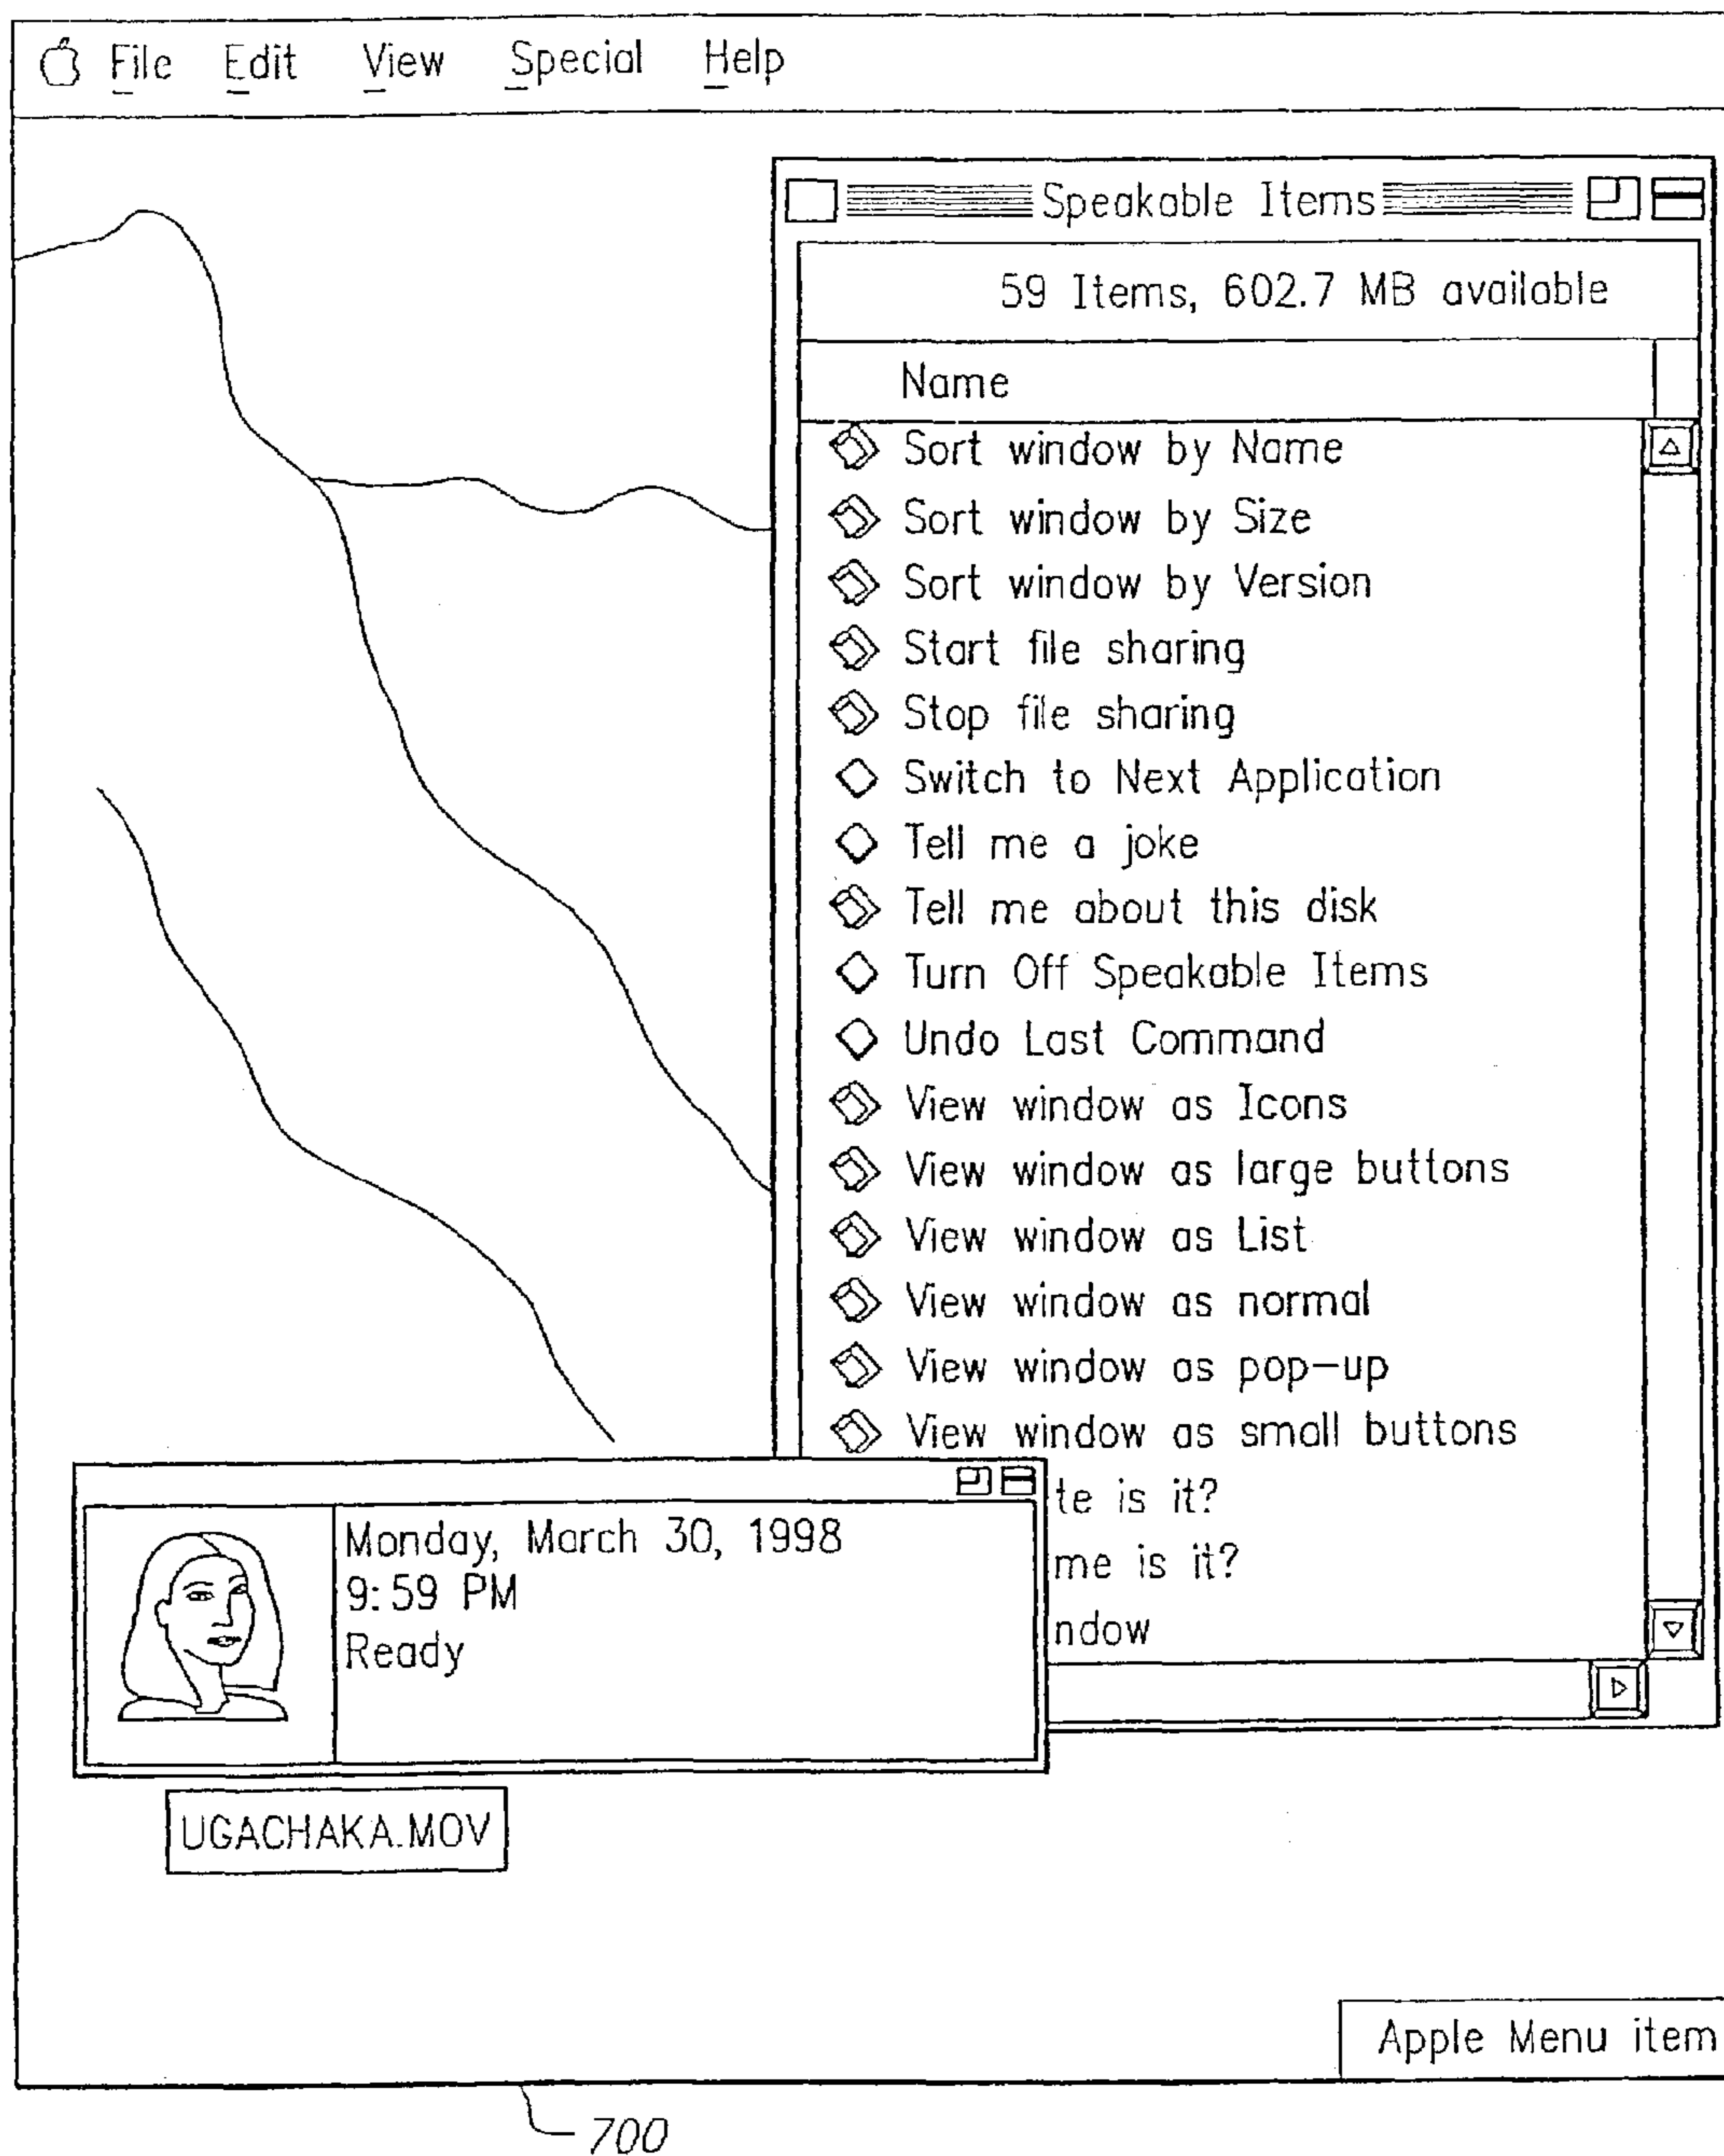 File Edit View Special Help
Speakable Items
59 Items, 602.7 MB available
Name
Sort window by Name
Sort window by Size
Sort window by Version
Start file sharing
Stop file sharing
Switch to Next Application
Tell me a joke
Tell me about this disk
Turn Off Speakable Items
Undo Last Command
View window as Icons
View window as large buttons
View window as List
View window as normal
View window as pop-up
View window as small buttons
te is it?
me is it?
ndow
Monday, March 30, 1998
9:59 PM
Ready
UGACHAKA.MOV
Apple Menu item
700